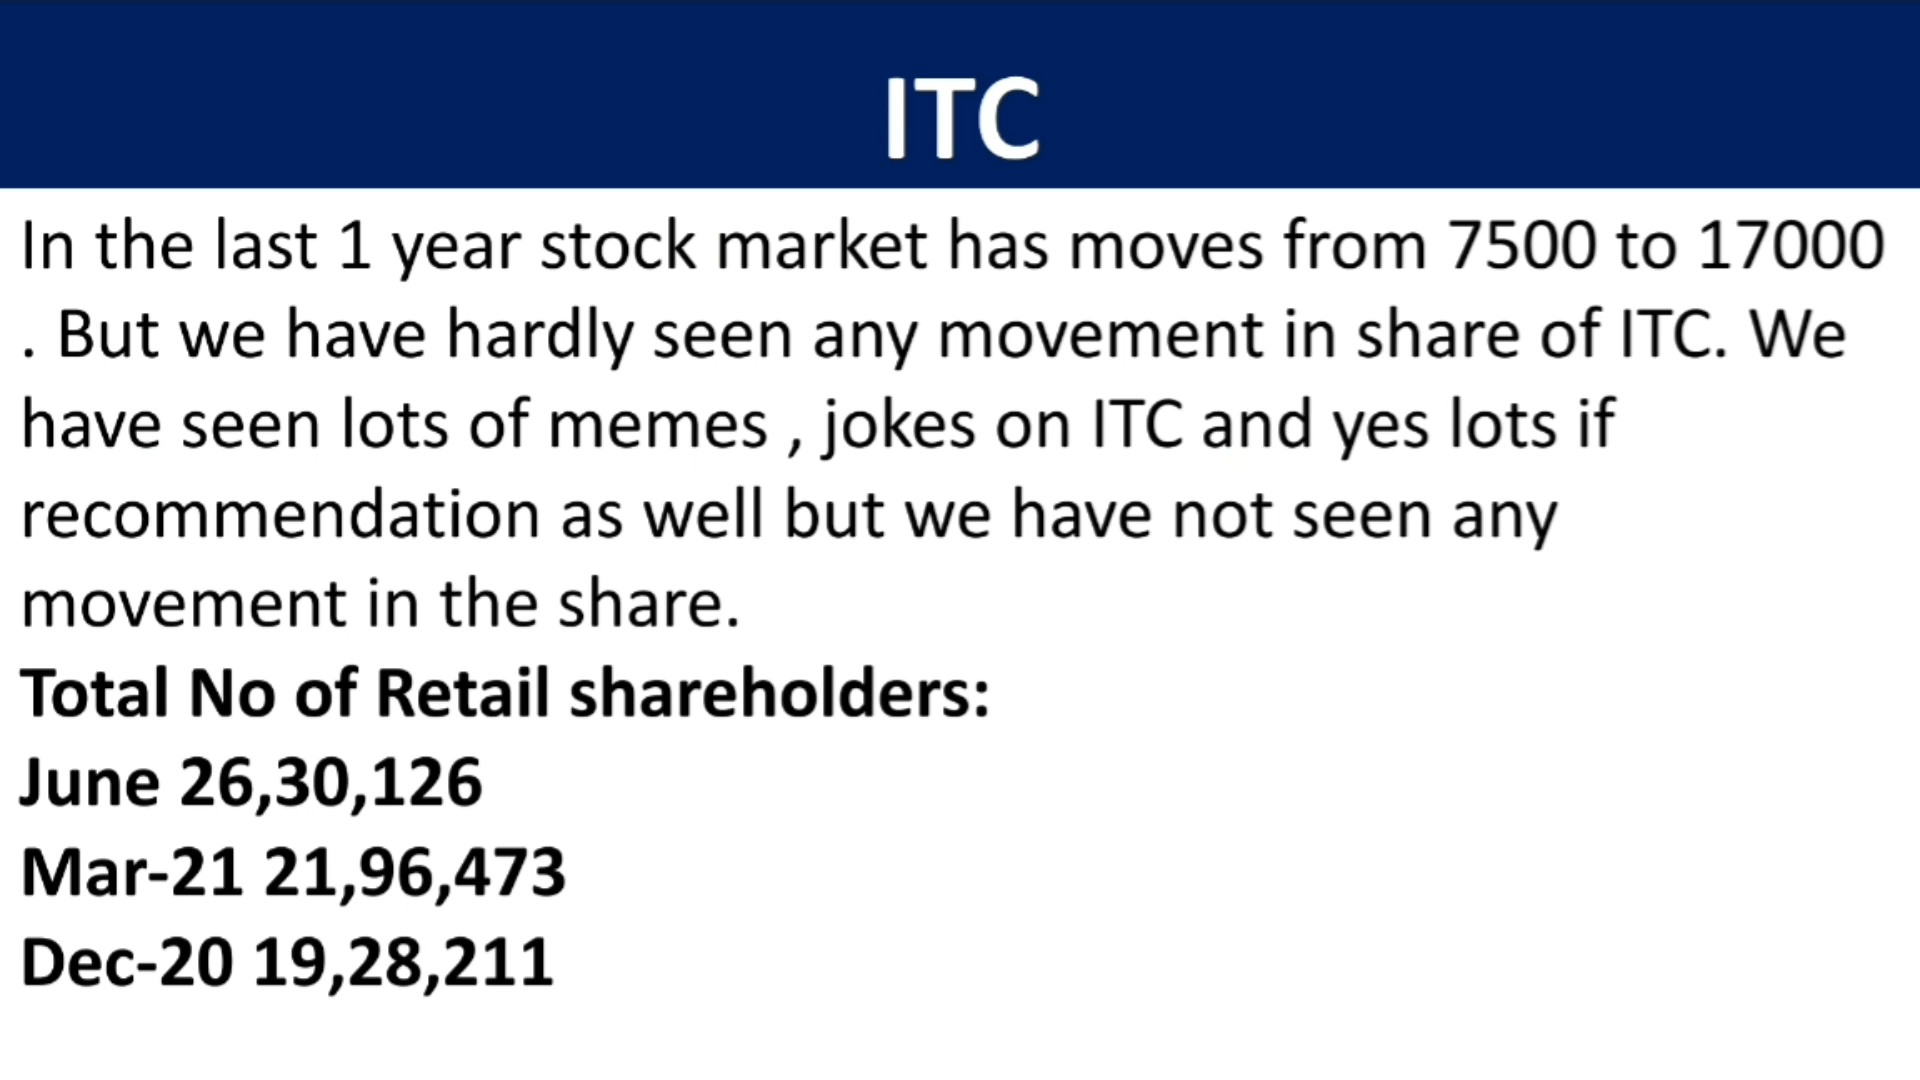 ITC
In the last 1 year stock market has moves from 7500 to 17000
. But we have hardly seen any movement in share of ITC. We
have seen lots of memes , jokes on ITC and yes lots if
recommendation as well but we have not seen any
movement in the share.
Total No of Retail shareholders:
June 26,30,126
Mar-21 21,96,473
Dec-20 19,28,211